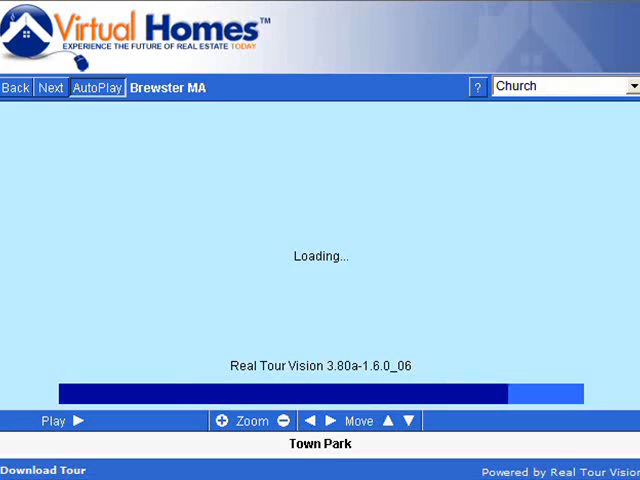 Virtual Homes™
EXPERIENCE THE FUTURE OF REAL ESTATE TODAY
Back Next AutoPlay Brewster MA ? Church
Loading...
Real Tour Vision 3.80a-1.6.0_06
Play Zoom Move
Town Park
Download Tour Powered by Real Tour Vision